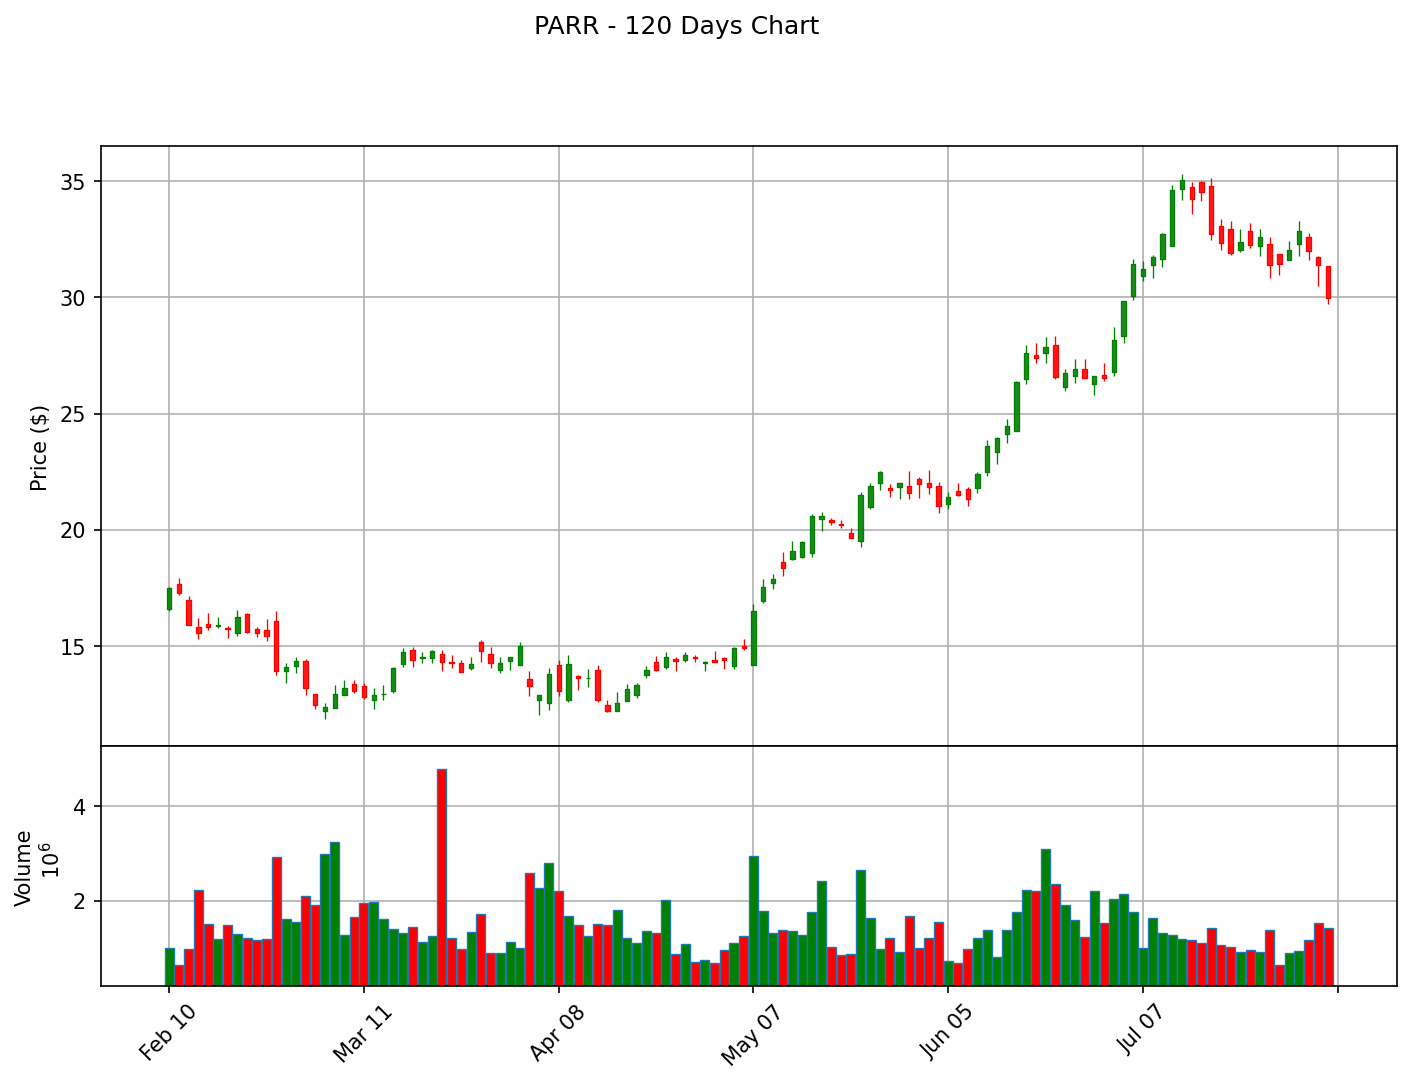 PARR - 120 Days Chart
35
30
25
20
15
Price ($)
4
2
Volume
10^6
Feb 10
Mar 11
Apr 08
May 07
Jun 05
Jul 07